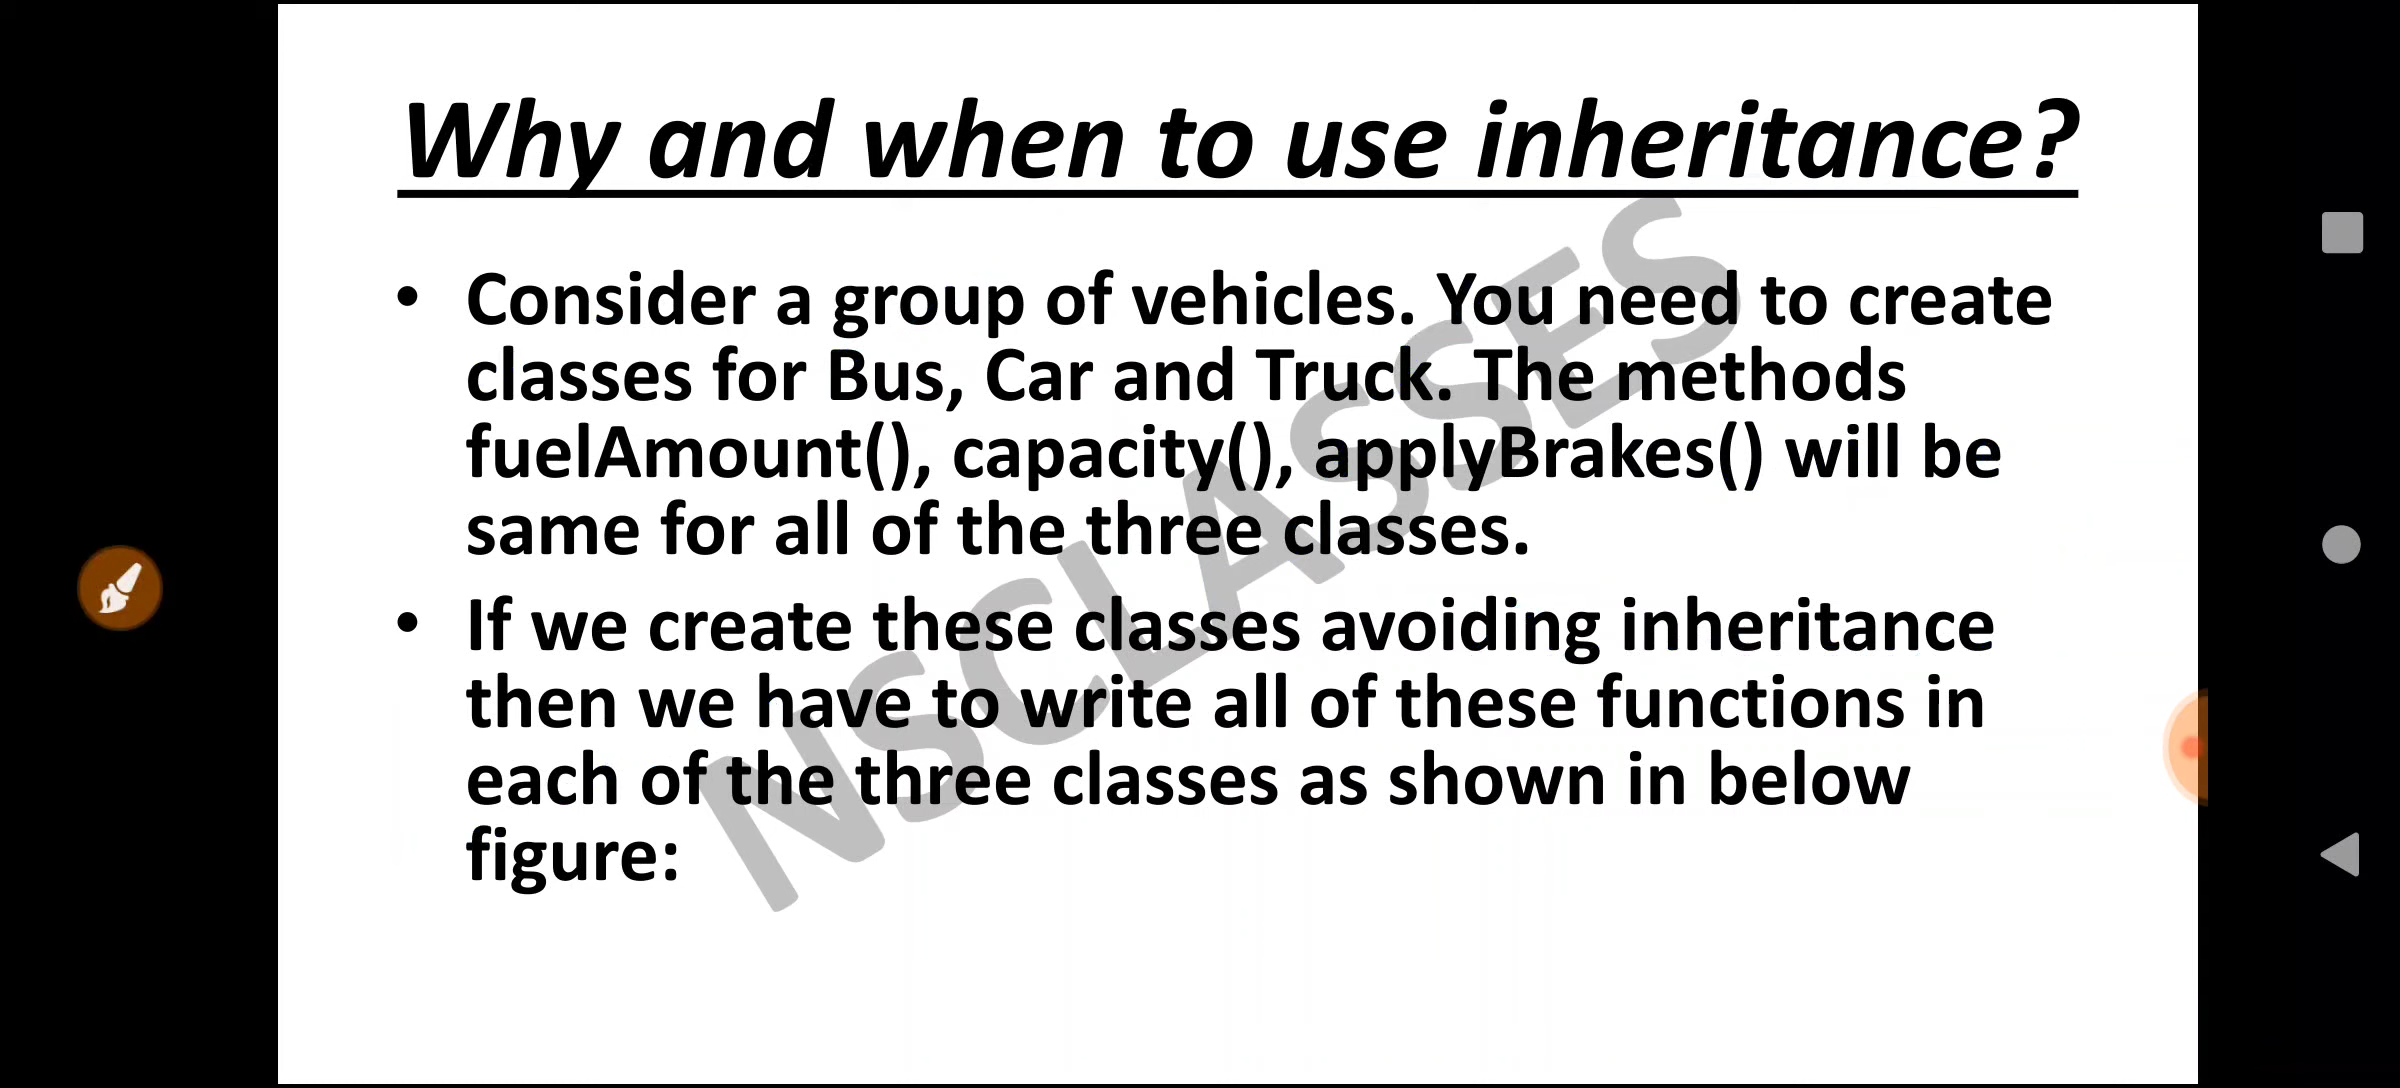 Why and when to use inheritance?
• Consider a group of vehicles. You need to create
classes for Bus, Car and Truck. The methods
fuelAmount(), capacity(), applyBrakes() will be
same for all of the three classes.
• If we create these classes avoiding inheritance
then we have to write all of these functions in
each of the three classes as shown in below
figure:
NSCLASSES